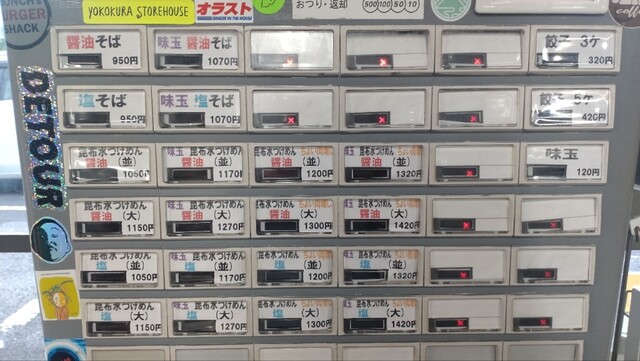 YOKOKURA STOREHOUSE
オラスト
おつり・返却
500 100 50 10
BURGER
SHACK
DETOUR
醤油そば
950円
味玉 醤油そば
1070円
餃子 3ケ
320円
塩そば
950円
味玉 塩そば
1070円
餃子 5ケ
420円
昆布水つけめん
醤油(並)
1050円
味玉 昆布水つけめん
醤油(並)
1170円
昆布水つけめん
醤油(並)
1200円
味玉 昆布水つけめん
醤油(並)
1320円
味玉
120円
昆布水つけめん
醤油(大)
1150円
味玉 昆布水つけめん
醤油(大)
1270円
昆布水つけめん
醤油(大)
1300円
味玉 昆布水つけめん
醤油(大)
1420円
昆布水つけめん
塩(並)
1050円
味玉 昆布水つけめん
塩(並)
1170円
昆布水つけめん
塩(並)
1200円
味玉 昆布水つけめん
塩(並)
1320円
昆布水つけめん
塩(大)
1150円
味玉 昆布水つけめん
塩(大)
1270円
昆布水つけめん
塩(大)
1300円
味玉 昆布水つけめん
塩(大)
1420円